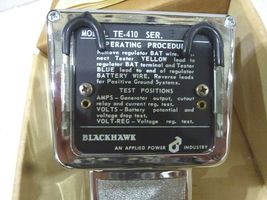 MODEL TE-410 SER.
OPERATING PROCEDURE
Remove regulator BAT wire.
nect Tester YELLOW lead to
regulator BAT terminal and Tester
BLUE lead to end of regulator
BATTERY WIRE. Reverse leads
for Positive Ground Systems.
TEST POSITIONS
AMPS - Generator output, cutout
relay and current reg. test.
VOLTS - Battery potential and
voltage drop test.
VOLT-REG - Voltage reg. test.
BLACKHAWK
AN APPLIED POWER INDUSTRY